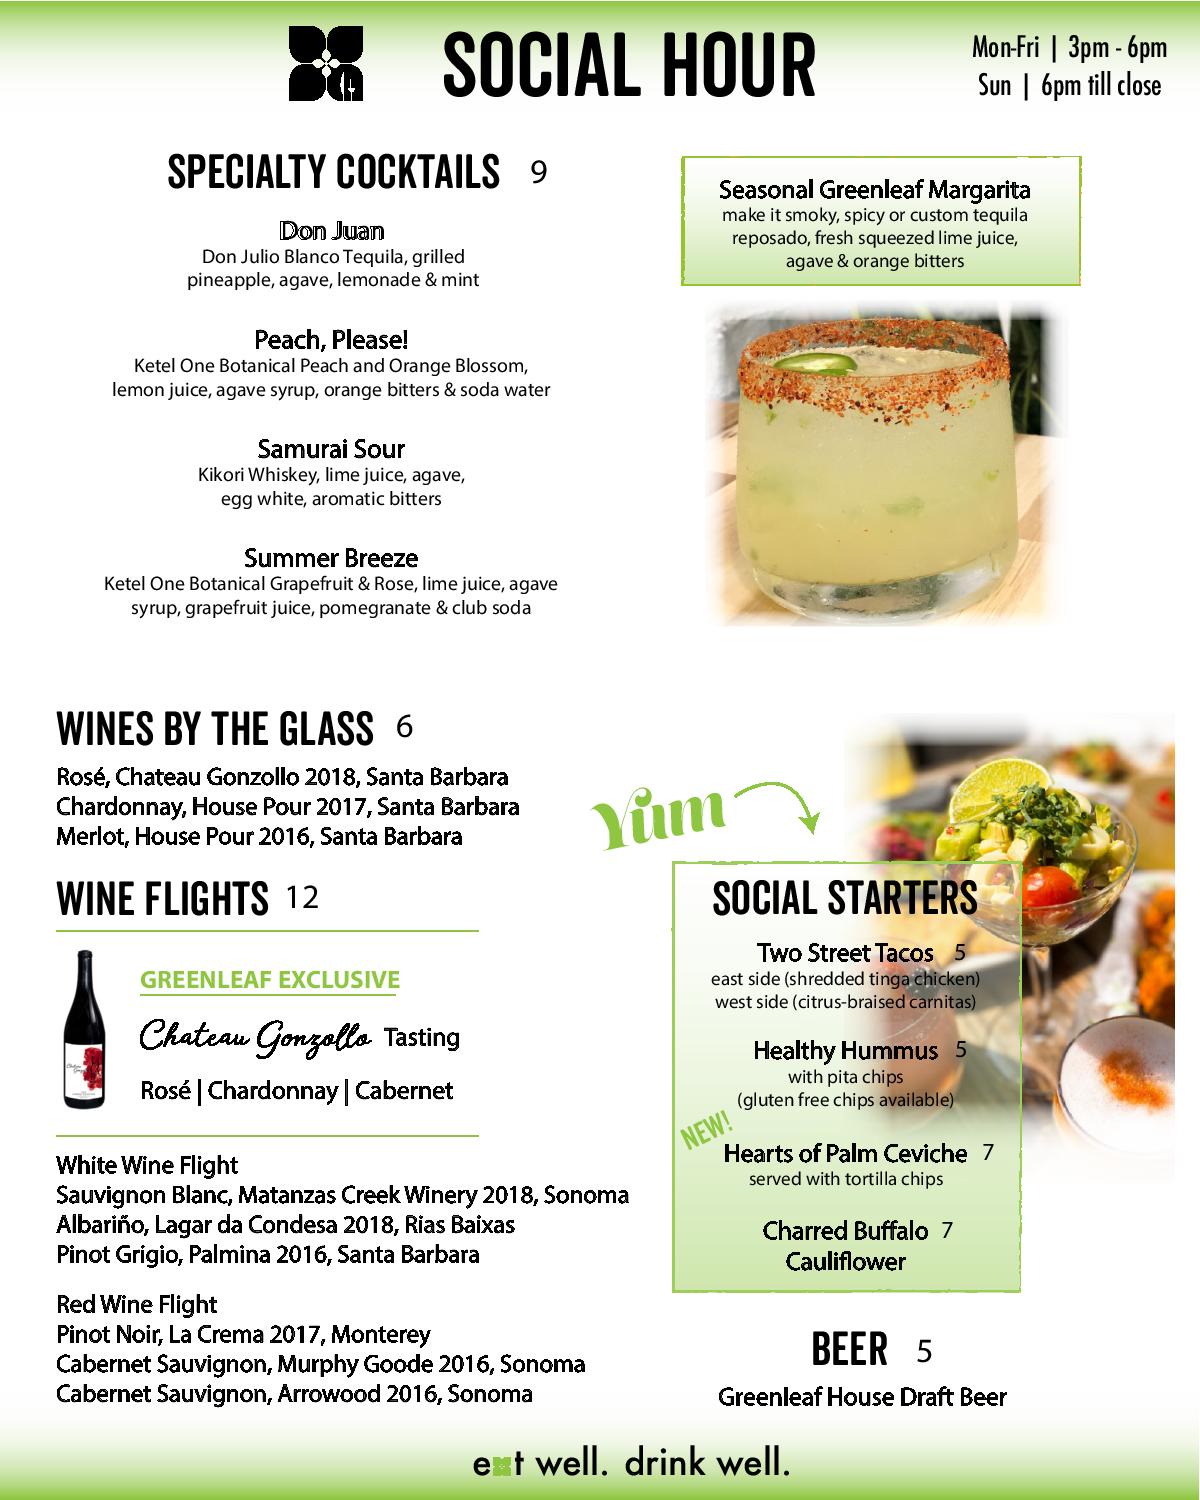 SOCIAL HOUR
Mon-Fri | 3pm - 6pm
Sun | 6pm till close
SPECIALTY COCKTAILS 9
Don Juan
Don Julio Blanco Tequila, grilled
pineapple, agave, lemonade & mint
Peach, Please!
Ketel One Botanical Peach and Orange Blossom,
lemon juice, agave syrup, orange bitters & soda water
Samurai Sour
Kikori Whiskey, lime juice, agave,
egg white, aromatic bitters
Summer Breeze
Ketel One Botanical Grapefruit & Rose, lime juice, agave
syrup, grapefruit juice, pomegranate & club soda
Seasonal Greenleaf Margarita
make it smoky, spicy or custom tequila
reposado, fresh squeezed lime juice,
agave & orange bitters
WINES BY THE GLASS 6
Rosé, Chateau Gonzollo 2018, Santa Barbara
Chardonnay, House Pour 2017, Santa Barbara
Merlot, House Pour 2016, Santa Barbara
WINE FLIGHTS 12
GREENLEAF EXCLUSIVE
Chateau Gonzollo Tasting
Rosé | Chardonnay | Cabernet
White Wine Flight
Sauvignon Blanc, Matanzas Creek Winery 2018, Sonoma
Albariño, Lagar da Condesa 2018, Rias Baixas
Pinot Grigio, Palmina 2016, Santa Barbara
Red Wine Flight
Pinot Noir, La Crema 2017, Monterey
Cabernet Sauvignon, Murphy Goode 2016, Sonoma
Cabernet Sauvignon, Arrowood 2016, Sonoma
Yum
SOCIAL STARTERS
Two Street Tacos 5
east side (shredded tinga chicken)
west side (citrus-braised carnitas)
Healthy Hummus 5
with pita chips
(gluten free chips available)
NEW!
Hearts of Palm Ceviche 7
served with tortilla chips
Charred Buffalo 7
Cauliflower
BEER 5
Greenleaf House Draft Beer
eat well. drink well.